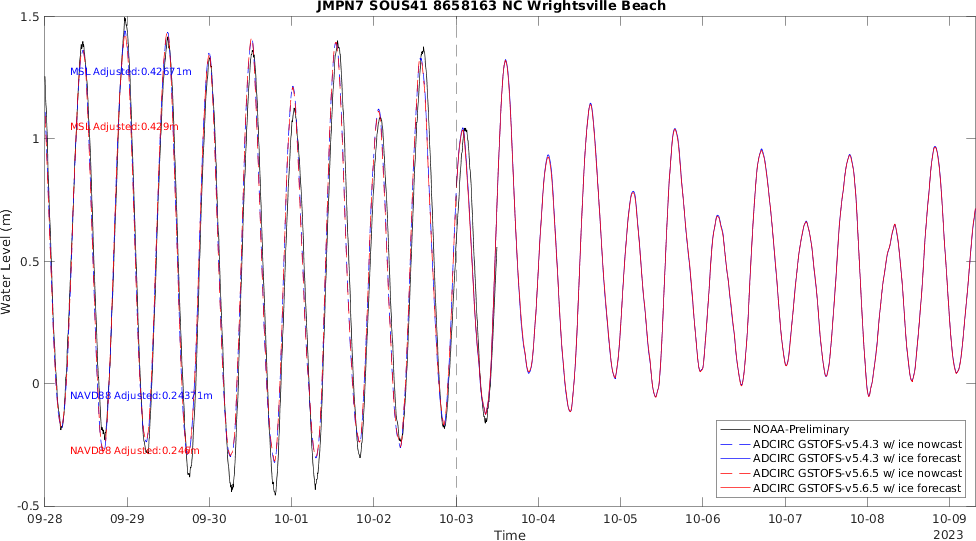 JMPN7 SOUS41 8658163 NC Wrightsville Beach
1.5
MSL Adjusted:0.42671m
1
MSL Adjusted:0.429m
Water Level (m)
0.5
0
NAVD88 Adjusted:0.24371m
NAVD88 Adjusted:0.246m
NOAA-Preliminary
ADCIRC GSTOFS-v5.4.3 w/ ice nowcast
ADCIRC GSTOFS-v5.4.3 w/ ice forecast
ADCIRC GSTOFS-v5.6.5 w/ ice nowcast
ADCIRC GSTOFS-v5.6.5 w/ ice forecast
-0.5
09-28 09-29 09-30 10-01 10-02 10-03 10-04 10-05 10-06 10-07 10-08 10-09
Time
2023